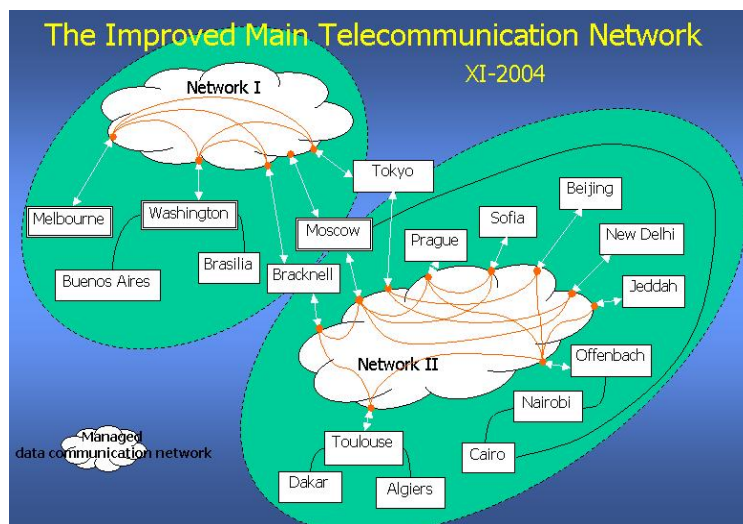 The Improved Main Telecommunication Network
XI-2004
Network I
Tokyo
Melbourne
Washington
Moscow
Prague
Sofia
Beijing
New Delhi
Buenos Aires
Brasilia
Bracknell
Jeddah
Network II
Offenbach
Nairobi
Managed
data communication network
Toulouse
Cairo
Dakar
Algiers